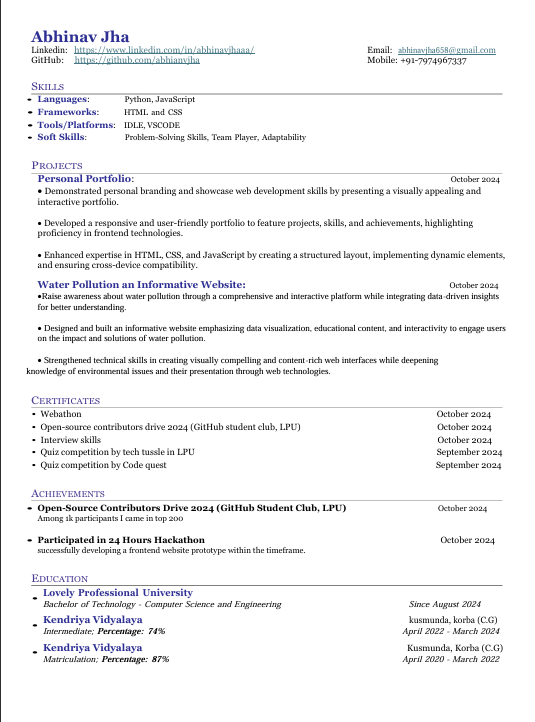 Abhinav Jha
Linkedin: https://www.linkedin.com/in/abhinavjhaaa/ Email: abhinavjha658@gmail.com
GitHub: https://github.com/abhianvjha Mobile: +91-7974967337
SKILLS
• Languages: Python, JavaScript
• Frameworks: HTML and CSS
• Tools/Platforms: IDLE, VSCODE
• Soft Skills: Problem-Solving Skills, Team Player, Adaptability
PROJECTS
Personal Portfolio: October 2024
• Demonstrated personal branding and showcase web development skills by presenting a visually appealing and
interactive portfolio.
• Developed a responsive and user-friendly portfolio to feature projects, skills, and achievements, highlighting
proficiency in frontend technologies.
• Enhanced expertise in HTML, CSS, and JavaScript by creating a structured layout, implementing dynamic elements,
and ensuring cross-device compatibility.
Water Pollution an Informative Website: October 2024
•Raise awareness about water pollution through a comprehensive and interactive platform while integrating data-driven insights
for better understanding.
• Designed and built an informative website emphasizing data visualization, educational content, and interactivity to engage users
on the impact and solutions of water pollution.
• Strengthened technical skills in creating visually compelling and content-rich web interfaces while deepening
knowledge of environmental issues and their presentation through web technologies.
CERTIFICATES
• Webathon October 2024
• Open-source contributors drive 2024 (GitHub student club, LPU) October 2024
• Interview skills October 2024
• Quiz competition by tech tussle in LPU September 2024
• Quiz competition by Code quest September 2024
ACHIEVEMENTS
• Open-Source Contributors Drive 2024 (GitHub Student Club, LPU) October 2024
Among 1k participants I came in top 200
• Participated in 24 Hours Hackathon October 2024
successfully developing a frontend website prototype within the timeframe.
EDUCATION
• Lovely Professional University
Bachelor of Technology - Computer Science and Engineering Since August 2024
• Kendriya Vidyalaya kusmunda, korba (C.G)
Intermediate; Percentage: 74% April 2022 - March 2024
• Kendriya Vidyalaya Kusmunda, Korba (C.G)
Matriculation; Percentage: 87% April 2020 - March 2022